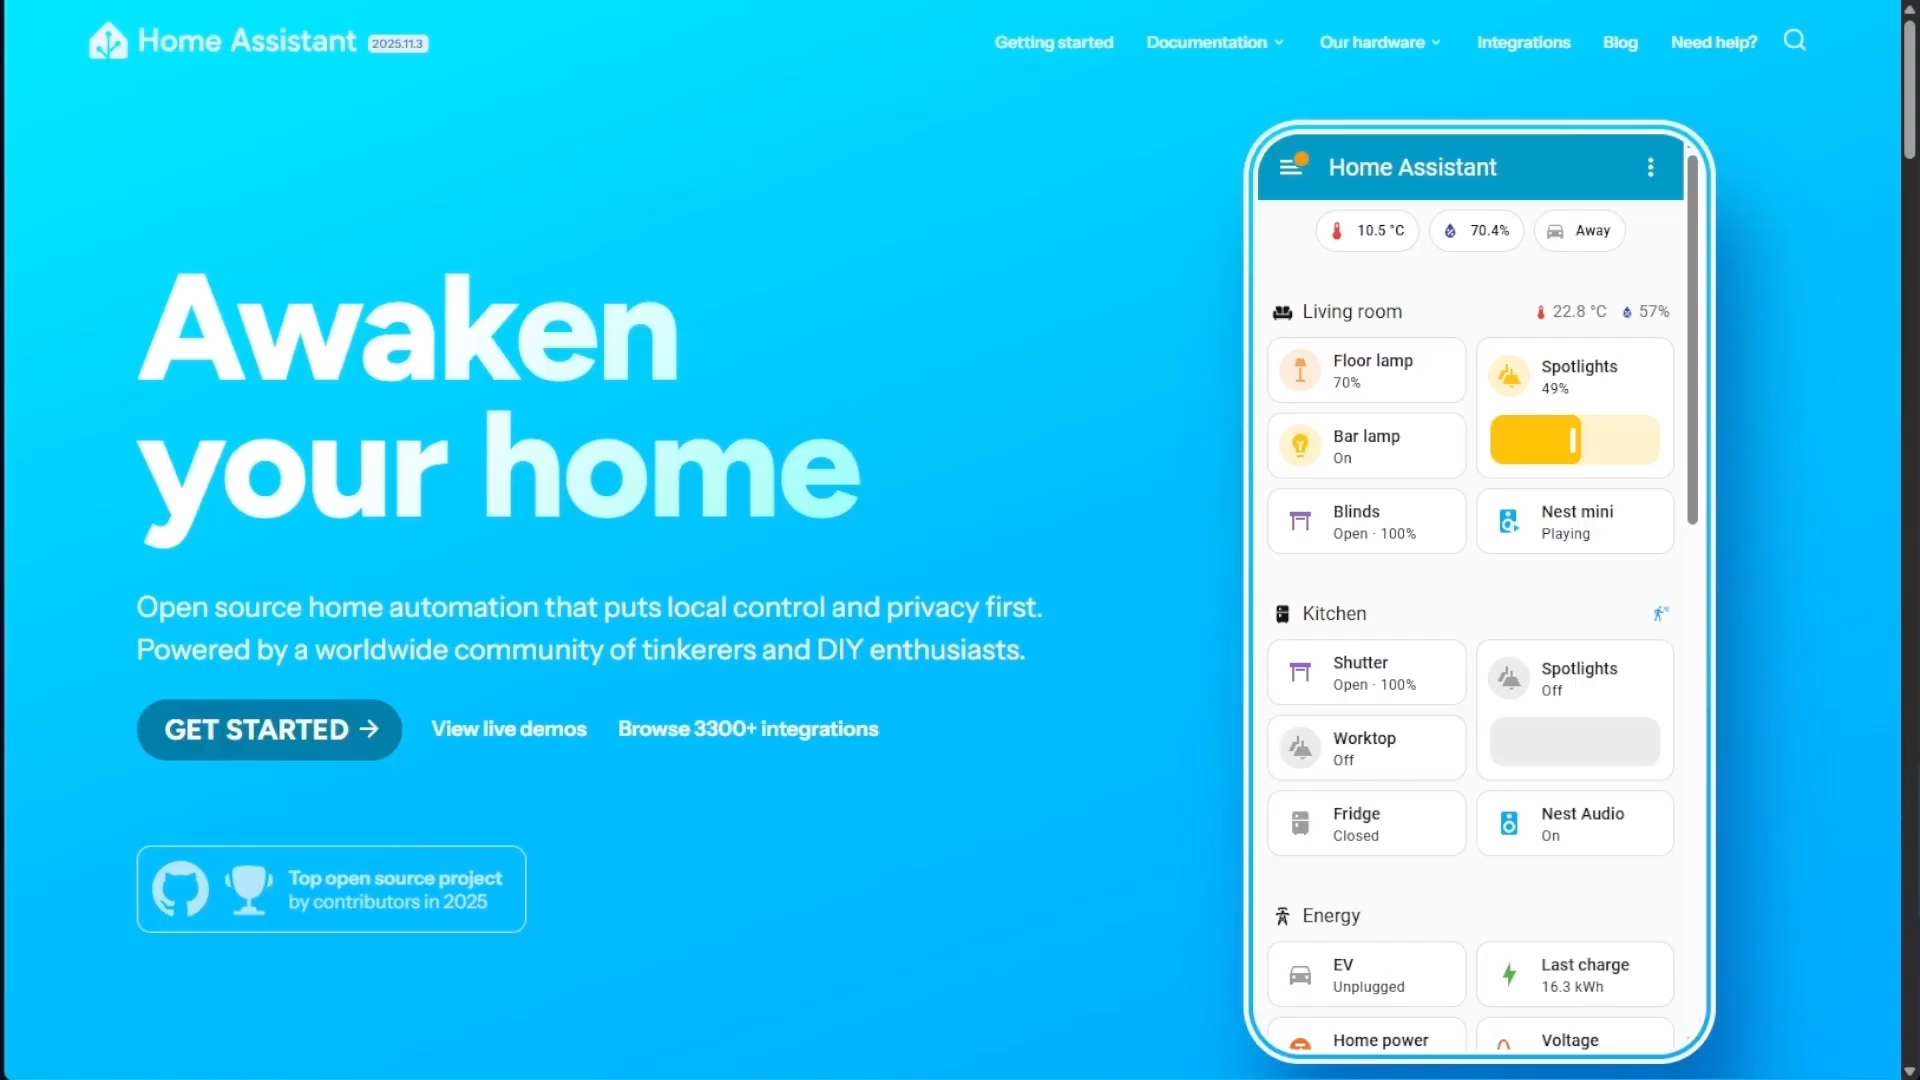 Home Assistant 2025.11.3
Getting started Documentation Our hardware Integrations Blog Need help?
Awaken
your home
Open source home automation that puts local control and privacy first.
Powered by a worldwide community of tinkerers and DIY enthusiasts.
GET STARTED → View live demos Browse 3300+ integrations
Top open source project
by contributors in 2025
Home Assistant
10.5 °C 70.4% Away
Living room 22.8 °C 57%
Floor lamp
70%
Spotlights
49%
Bar lamp
On
Blinds
Open · 100%
Nest mini
Playing
Kitchen
Shutter
Open · 100%
Spotlights
Off
Worktop
Off
Fridge
Closed
Nest Audio
On
Energy
EV
Unplugged
Last charge
16.3 kWh
Home power
Voltage